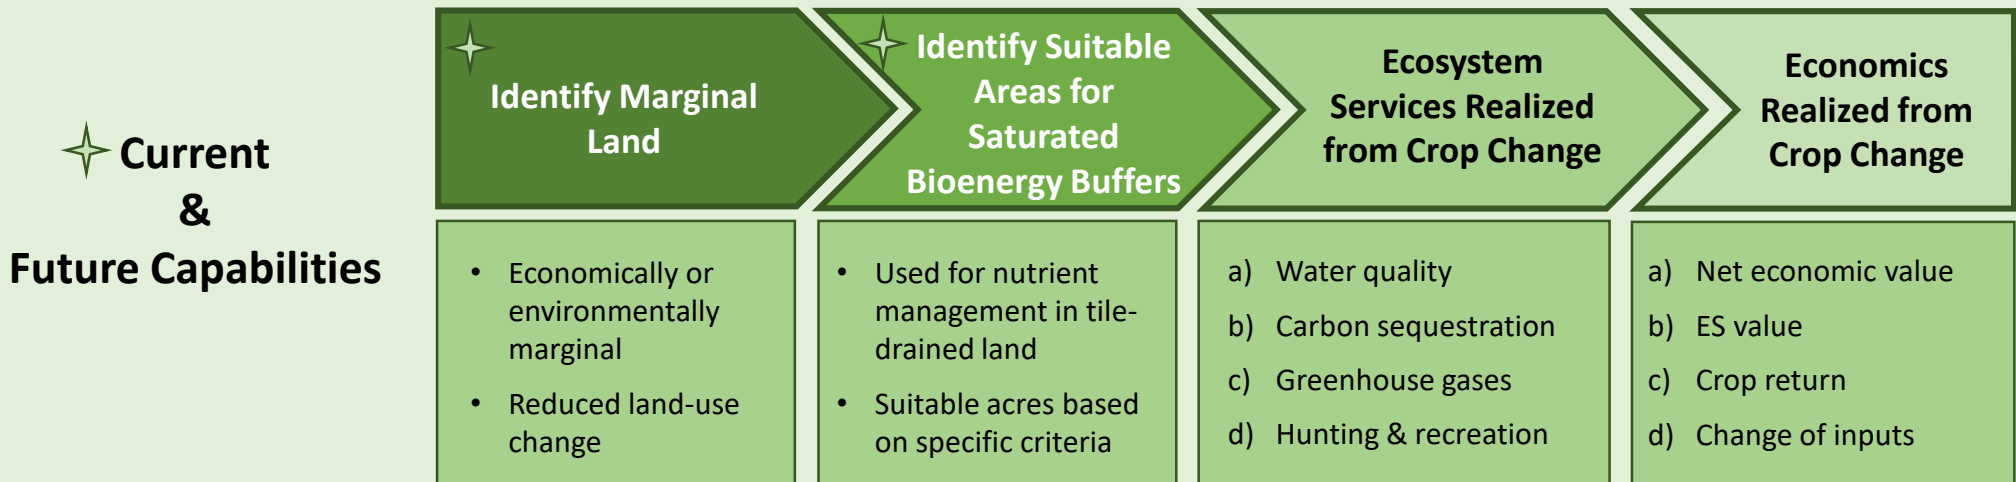 Current
&
Future Capabilities
Identify Marginal
Land
• Economically or
environmentally
marginal
• Reduced land-use
change
Identify Suitable
Areas for
Saturated
Bioenergy Buffers
• Used for nutrient
management in tile-
drained land
• Suitable acres based
on specific criteria
Ecosystem
Services Realized
from Crop Change
a) Water quality
b) Carbon sequestration
c) Greenhouse gases
d) Hunting & recreation
Economics
Realized from
Crop Change
a) Net economic value
b) ES value
c) Crop return
d) Change of inputs